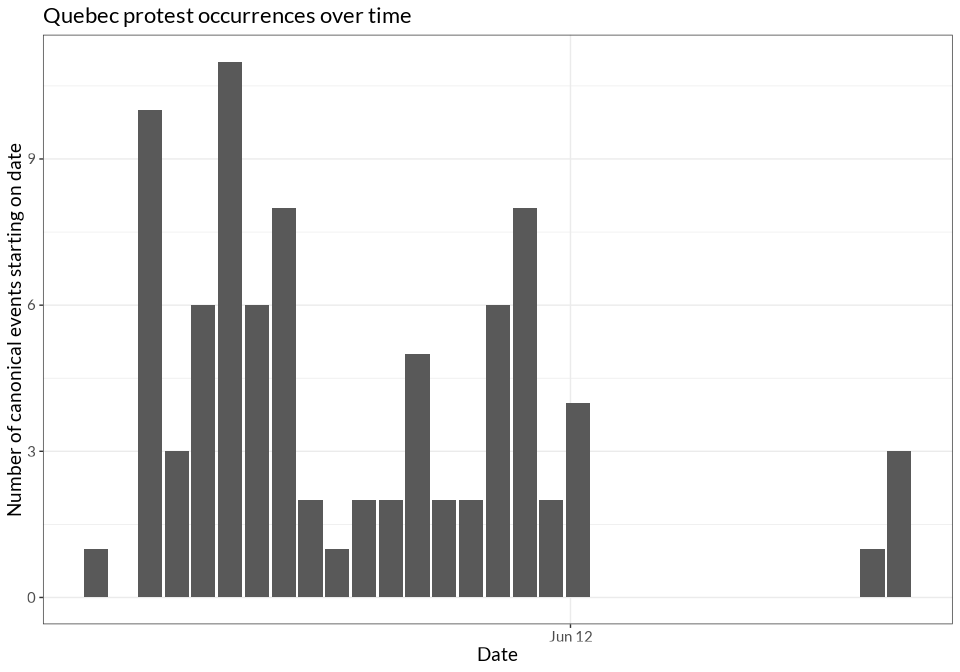 Quebec protest occurrences over time
Number of canonical events starting on date
9
6
3
0
Jun 12
Date